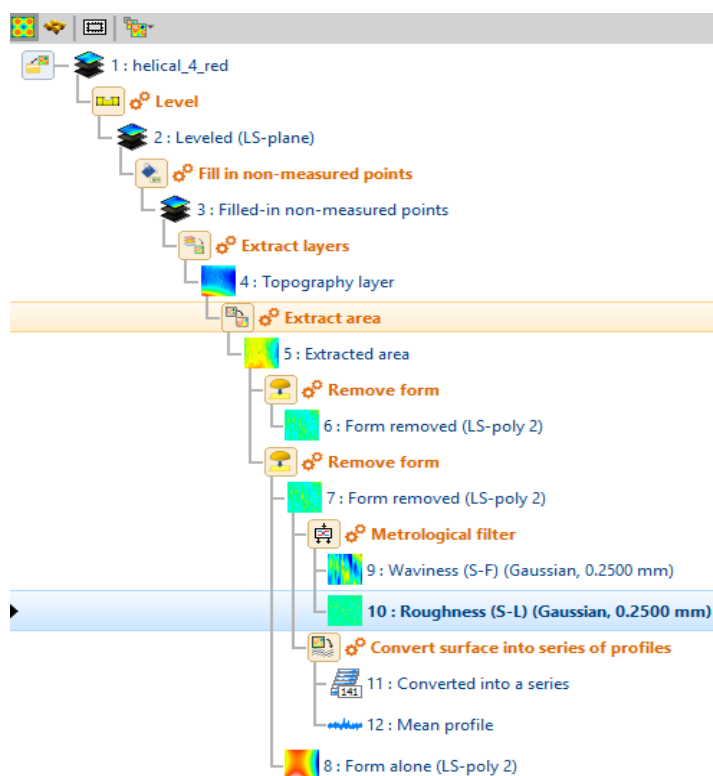 1 : helical_4_red
Level
2 : Leveled (LS-plane)
Fill in non-measured points
3 : Filled-in non-measured points
Extract layers
4 : Topography layer
Extract area
5 : Extracted area
Remove form
6 : Form removed (LS-poly 2)
Remove form
7 : Form removed (LS-poly 2)
Metrological filter
9 : Waviness (S-F) (Gaussian, 0.2500 mm)
10 : Roughness (S-L) (Gaussian, 0.2500 mm)
Convert surface into series of profiles
141 11 : Converted into a series
12 : Mean profile
8 : Form alone (LS-poly 2)